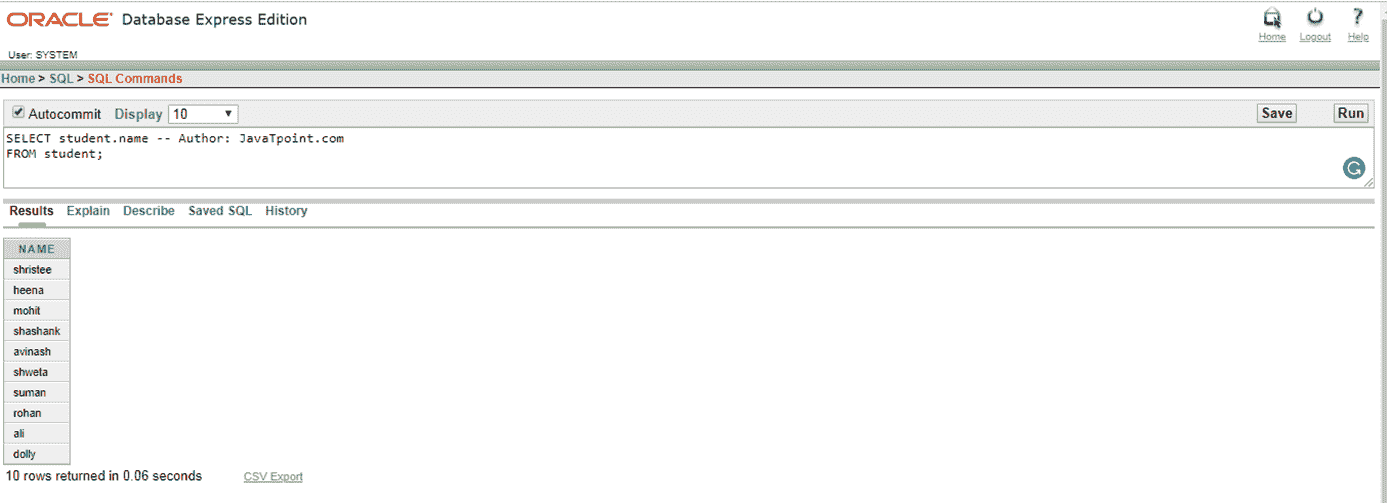 ORACLE® Database Express Edition
Home Logout Help
User: SYSTEM
Home > SQL > SQL Commands
Autocommit Display 10 Save Run
SELECT student.name -- Author: JavaTpoint.com
FROM student;
Results Explain Describe Saved SQL History
NAME
shristee
heena
mohit
shashank
avinash
shweta
suman
rohan
ali
dolly
10 rows returned in 0.06 seconds CSV Export